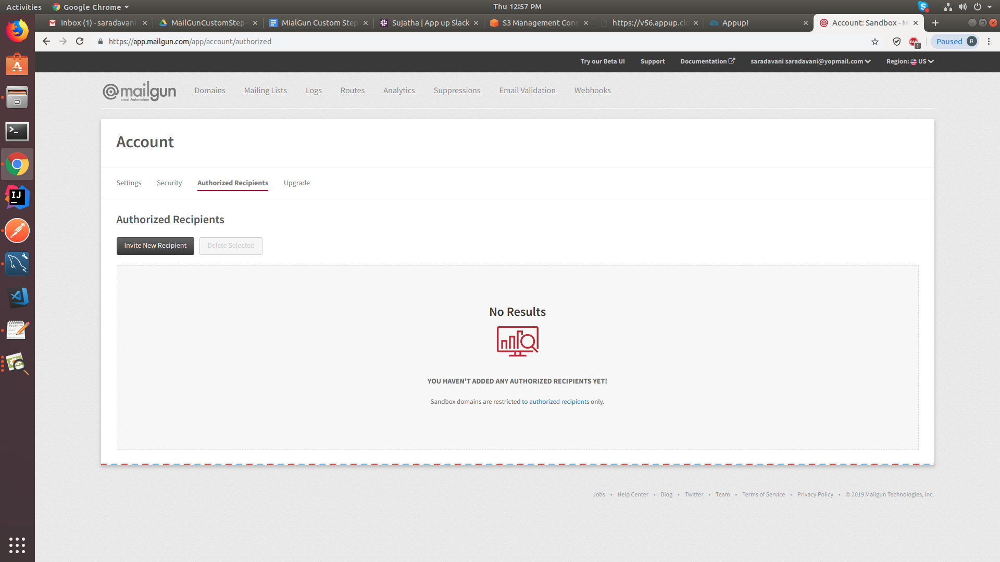 Activities Google Chrome Thu 12:57 PM
Inbox (1) - saradavani MailGunCustomStep MialGun Custom Step Sujatha | App up Slack S3 Management Cons https://v56.appup.clo Appup! Account: Sandbox - M
https://app.mailgun.com/app/account/authorized Paused R
Try our Beta UI Support Documentation saradavani saradavani@yopmail.com Region: US
@mailgun Domains Mailing Lists Logs Routes Analytics Suppressions Email Validation Webhooks
Email Automation
Account
Settings Security Authorized Recipients Upgrade
Authorized Recipients
Invite New Recipient Delete Selected
No Results
YOU HAVEN'T ADDED ANY AUTHORIZED RECIPIENTS YET!
Sandbox domains are restricted to authorized recipients only.
Jobs • Help Center • Blog • Twitter • Team • Terms of Service • Privacy Policy • © 2019 Mailgun Technologies, Inc.